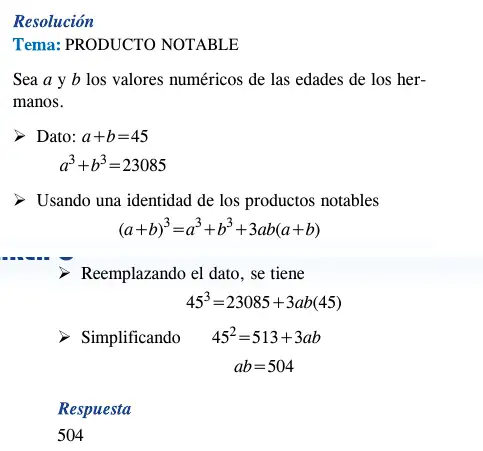 Resolución
Tema: PRODUCTO NOTABLE
Sea a y b los valores numéricos de las edades de los her-
manos.
➢ Dato: a+b=45
a³+b³=23085
➢ Usando una identidad de los productos notables
(a+b)³=a³+b³+3ab(a+b)
➢ Reemplazando el dato, se tiene
45³=23085+3ab(45)
➢ Simplificando 45²=513+3ab
ab=504
Respuesta
504